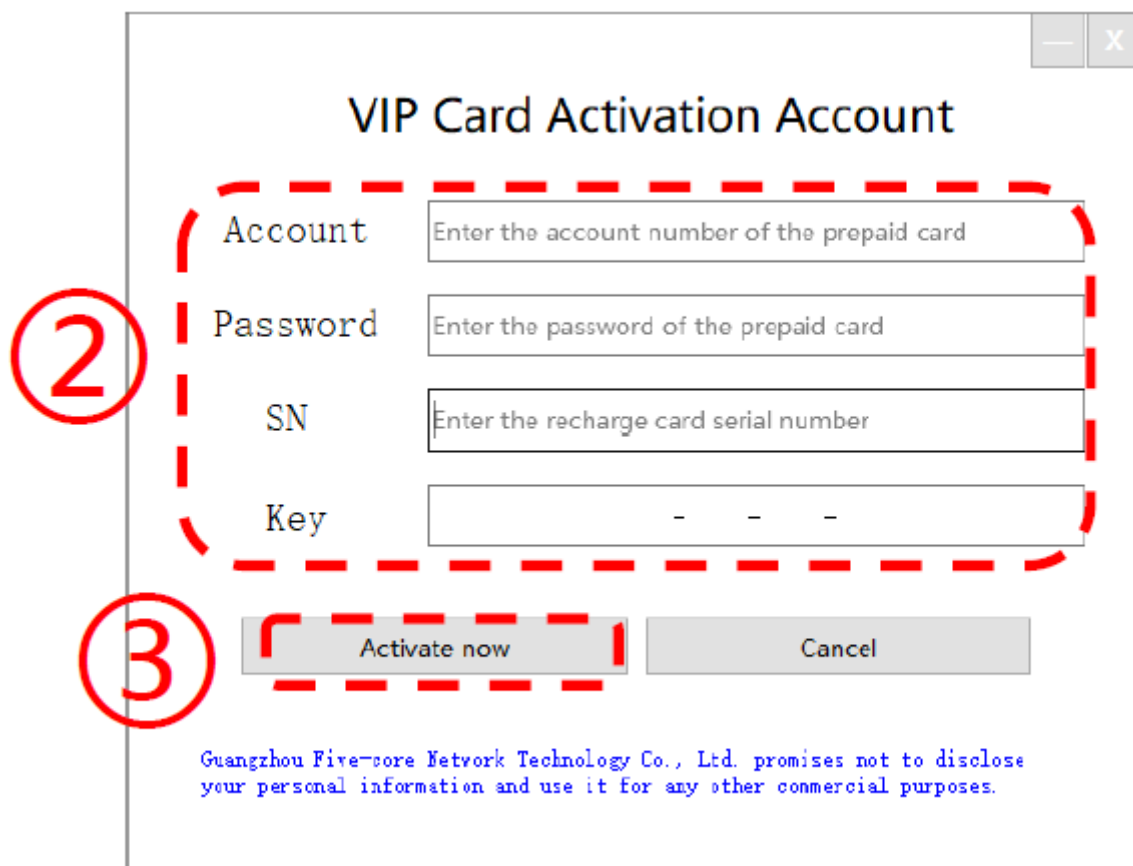 — X
VIP Card Activation Account
Account Enter the account number of the prepaid card
Password Enter the password of the prepaid card
②
SN Enter the recharge card serial number
Key - - -
③
Activate now Cancel
Guangzhou Five-core Network Technology Co., Ltd. promises not to disclose
your personal information and use it for any other commercial purposes.